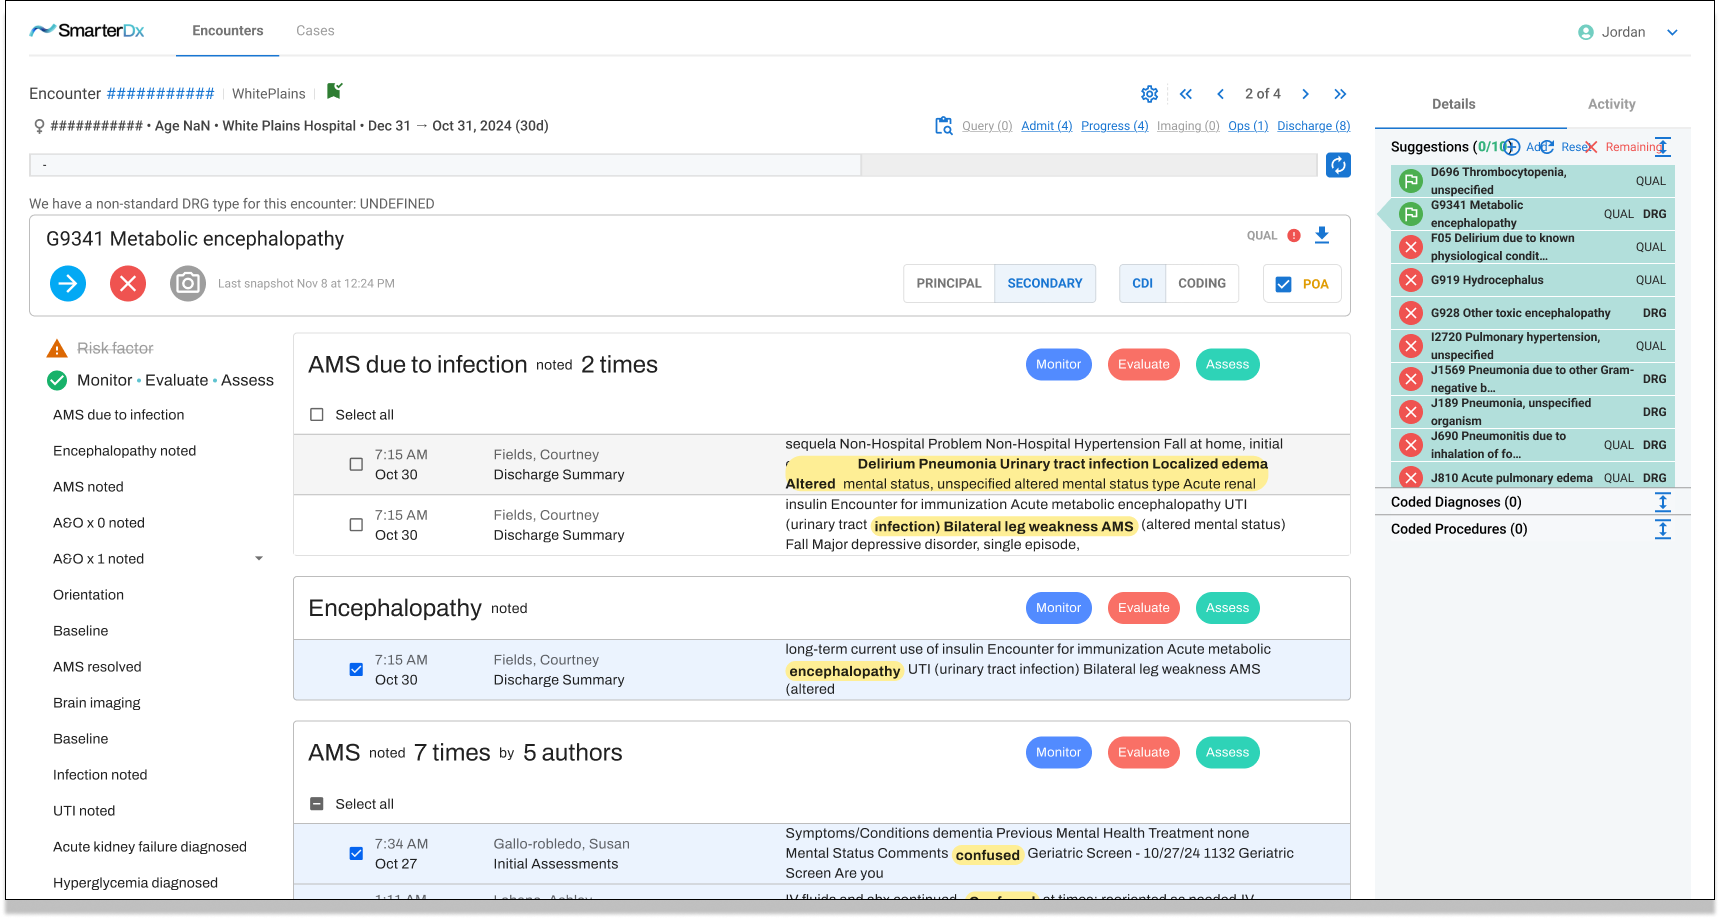 SmarterDx
Encounters
Cases
Jordan
Encounter ###########
WhitePlains
2 of 4
########### • Age NaN • White Plains Hospital • Dec 31 → Oct 31, 2024 (30d)
Query (0) Admit (4) Progress (4) Imaging (0) Ops (1) Discharge (8)
-
We have a non-standard DRG type for this encounter: UNDEFINED
G9341 Metabolic encephalopathy
QUAL
Last snapshot Nov 8 at 12:24 PM
PRINCIPAL SECONDARY
CDI CODING
POA
Risk factor
Monitor • Evaluate • Assess
AMS due to infection
Encephalopathy noted
AMS noted
A&O x 0 noted
A&O x 1 noted
Orientation
Baseline
AMS resolved
Brain imaging
Baseline
Infection noted
UTI noted
Acute kidney failure diagnosed
Hyperglycemia diagnosed
AMS due to infection noted 2 times
Monitor Evaluate Assess
Select all
7:15 AM
Oct 30
Fields, Courtney
Discharge Summary
sequela Non-Hospital Problem Non-Hospital Hypertension Fall at home, initial
Delirium Pneumonia Urinary tract infection Localized edema
Altered mental status, unspecified altered mental status type Acute renal
7:15 AM
Oct 30
Fields, Courtney
Discharge Summary
insulin Encounter for immunization Acute metabolic encephalopathy UTI
(urinary tract infection) Bilateral leg weakness AMS (altered mental status)
Fall Major depressive disorder, single episode,
Encephalopathy noted
Monitor Evaluate Assess
7:15 AM
Oct 30
Fields, Courtney
Discharge Summary
long-term current use of insulin Encounter for immunization Acute metabolic
encephalopathy UTI (urinary tract infection) Bilateral leg weakness AMS
(altered
AMS noted 7 times by 5 authors
Monitor Evaluate Assess
Select all
7:34 AM
Oct 27
Gallo-robledo, Susan
Initial Assessments
Symptoms/Conditions dementia Previous Mental Health Treatment none
Mental Status Comments confused Geriatric Screen - 10/27/24 1132 Geriatric
Screen Are you
Details
Activity
Suggestions (0/10) Add Reset Remaining
D696 Thrombocytopenia,
unspecified
QUAL
G9341 Metabolic
encephalopathy
QUAL DRG
F05 Delirium due to known
physiological condit...
QUAL
G919 Hydrocephalus
QUAL
G928 Other toxic encephalopathy
DRG
I2720 Pulmonary hypertension,
unspecified
QUAL
J1569 Pneumonia due to other Gram-
negative b...
DRG
J189 Pneumonia, unspecified
organism
DRG
J690 Pneumonitis due to
inhalation of fo...
QUAL DRG
J810 Acute pulmonary edema
QUAL DRG
Coded Diagnoses (0)
Coded Procedures (0)